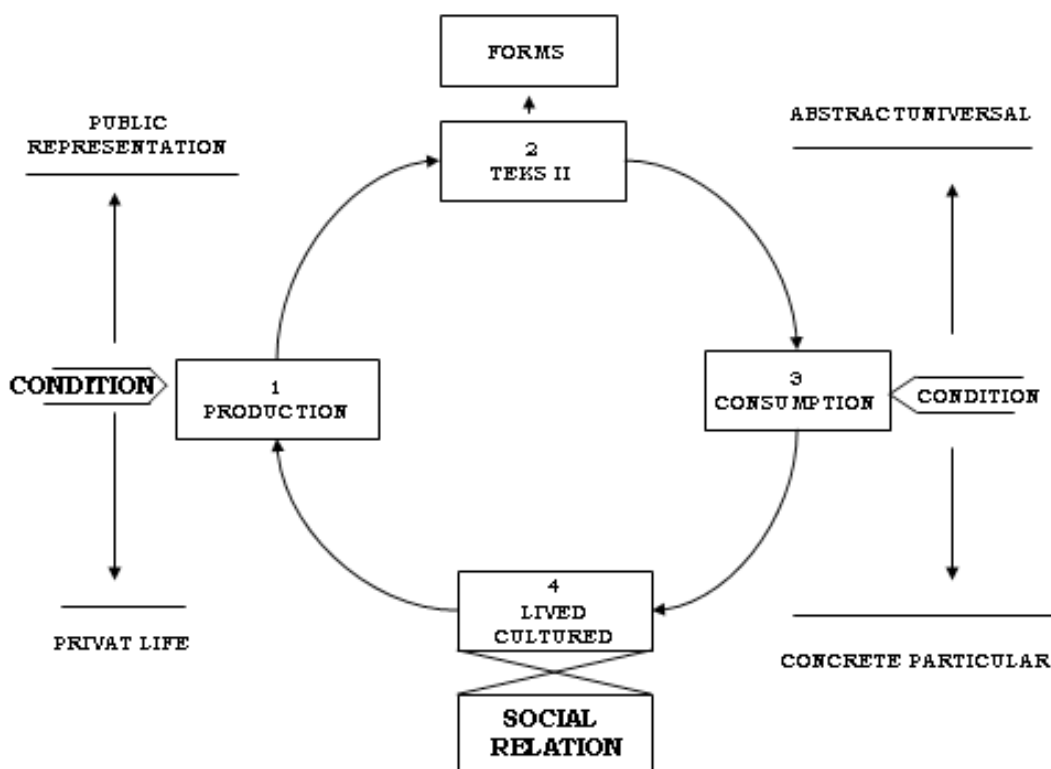 FORMS
PUBLIC
REPRESENTATION
ABSTRACTUNIVERSAL
2
TEKS II
CONDITION
1
PRODUCTION
3
CONSUMPTION
CONDITION
4
LIVED
CULTURED
PRIVAT LIFE
CONCRETE PARTICULAR
SOCIAL
RELATION